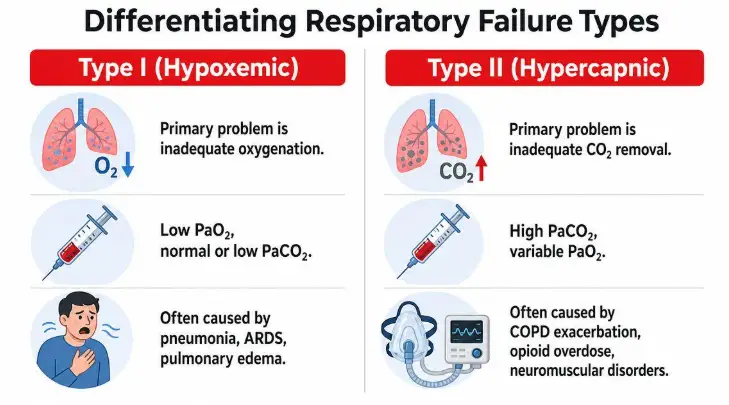 Differentiating Respiratory Failure Types
Type I (Hypoxemic)
O₂
Primary problem is
inadequate oxygenation.
Low PaO₂,
normal or low PaCO₂.
Often caused by
pneumonia, ARDS,
pulmonary edema.
Type II (Hypercapnic)
CO₂
Primary problem is
inadequate CO₂ removal.
High PaCO₂,
variable PaO₂.
Often caused by
COPD exacerbation,
opioid overdose,
neuromuscular disorders.